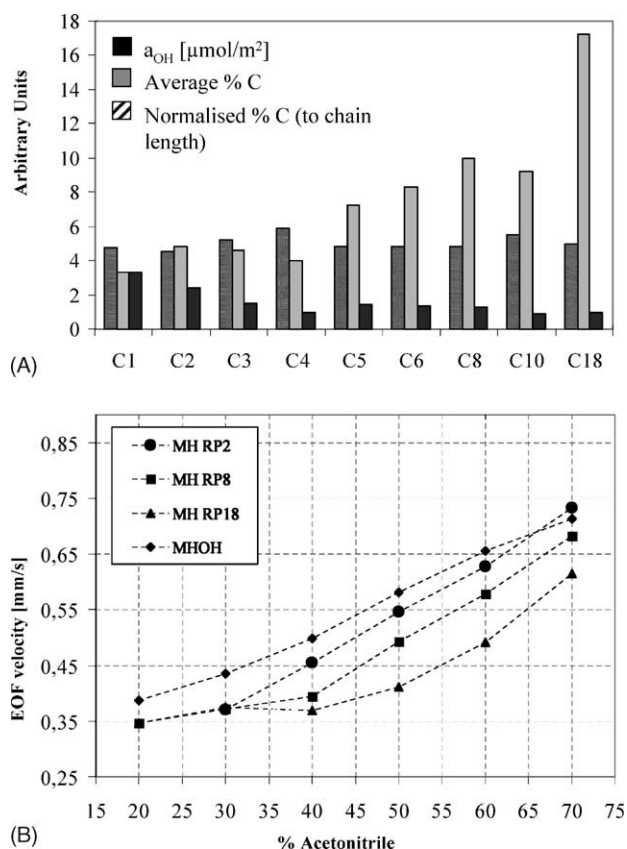 18
16
14
12
10
8
6
4
2
0
Arbitrary Units
a_OH [µmol/m²]
Average % C
Normalised % C (to chain
length)
C1 C2 C3 C4 C5 C6 C8 C10 C18
(A)
0,85
0,75
0,65
0,55
0,45
0,35
0,25
EOF velocity [mm/s]
MH RP2
MH RP8
MH RP18
MHOH
15 20 25 30 35 40 45 50 55 60 65 70 75
% Acetonitrile
(B)